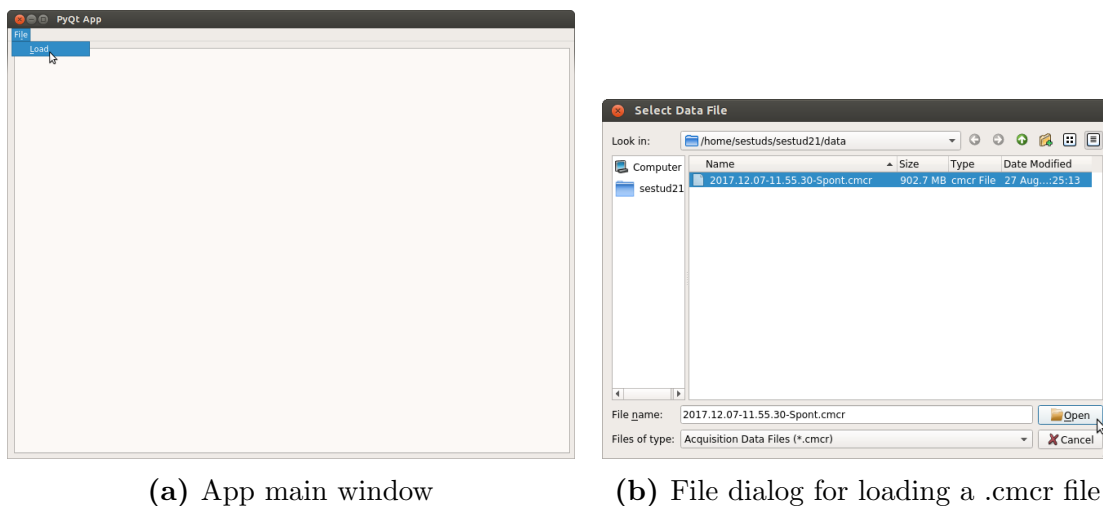 PyQt App
File
Load
Select Data File
Look in: /home/sestuds/sestud21/data
Computer
sestud21
Name Size Type Date Modified
2017.12.07-11.55.30-Spont.cmcr 902.7 MB cmcr File 27 Aug...:25:13
File name: 2017.12.07-11.55.30-Spont.cmcr Open
Files of type: Acquisition Data Files (*.cmcr) Cancel
(a) App main window
(b) File dialog for loading a .cmcr file